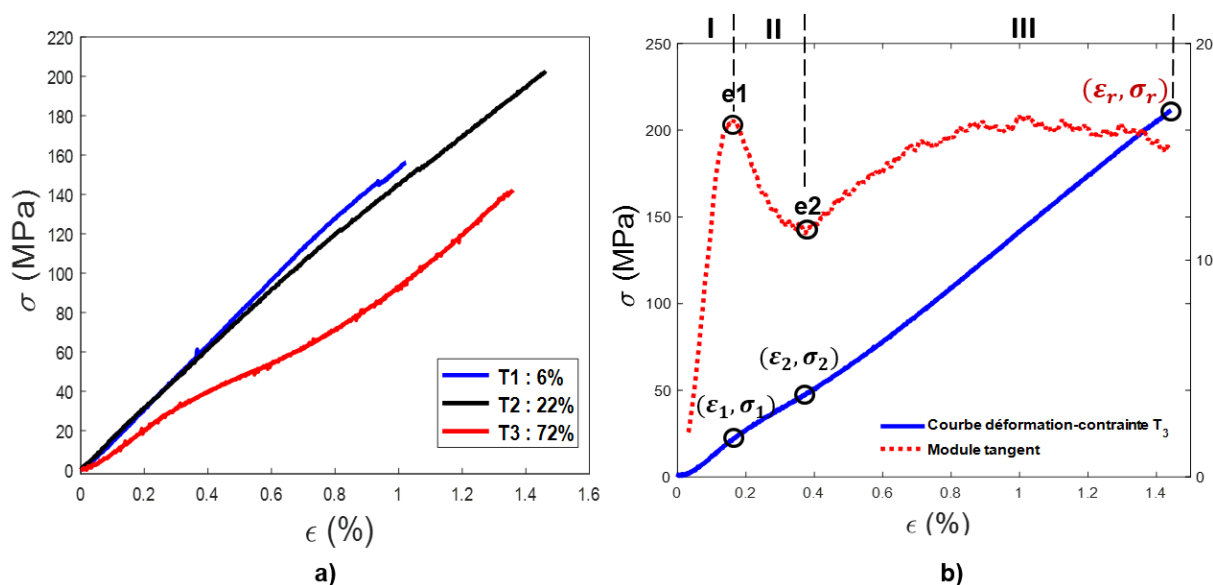 220
200
180
160
140
120
100
80
60
40
20
0
σ (MPa)
0 0.2 0.4 0.6 0.8 1 1.2 1.4 1.6
ϵ (%)
T1 : 6%
T2 : 22%
T3 : 72%
a)
I II III
250
200
150
100
50
0
σ (MPa)
20
10
0
e1
e2
(ε_r, σ_r)
(ε₂, σ₂)
(ε₁, σ₁)
Courbe déformation-contrainte T₃
Module tangent
0 0.2 0.4 0.6 0.8 1 1.2 1.4
ϵ (%)
b)